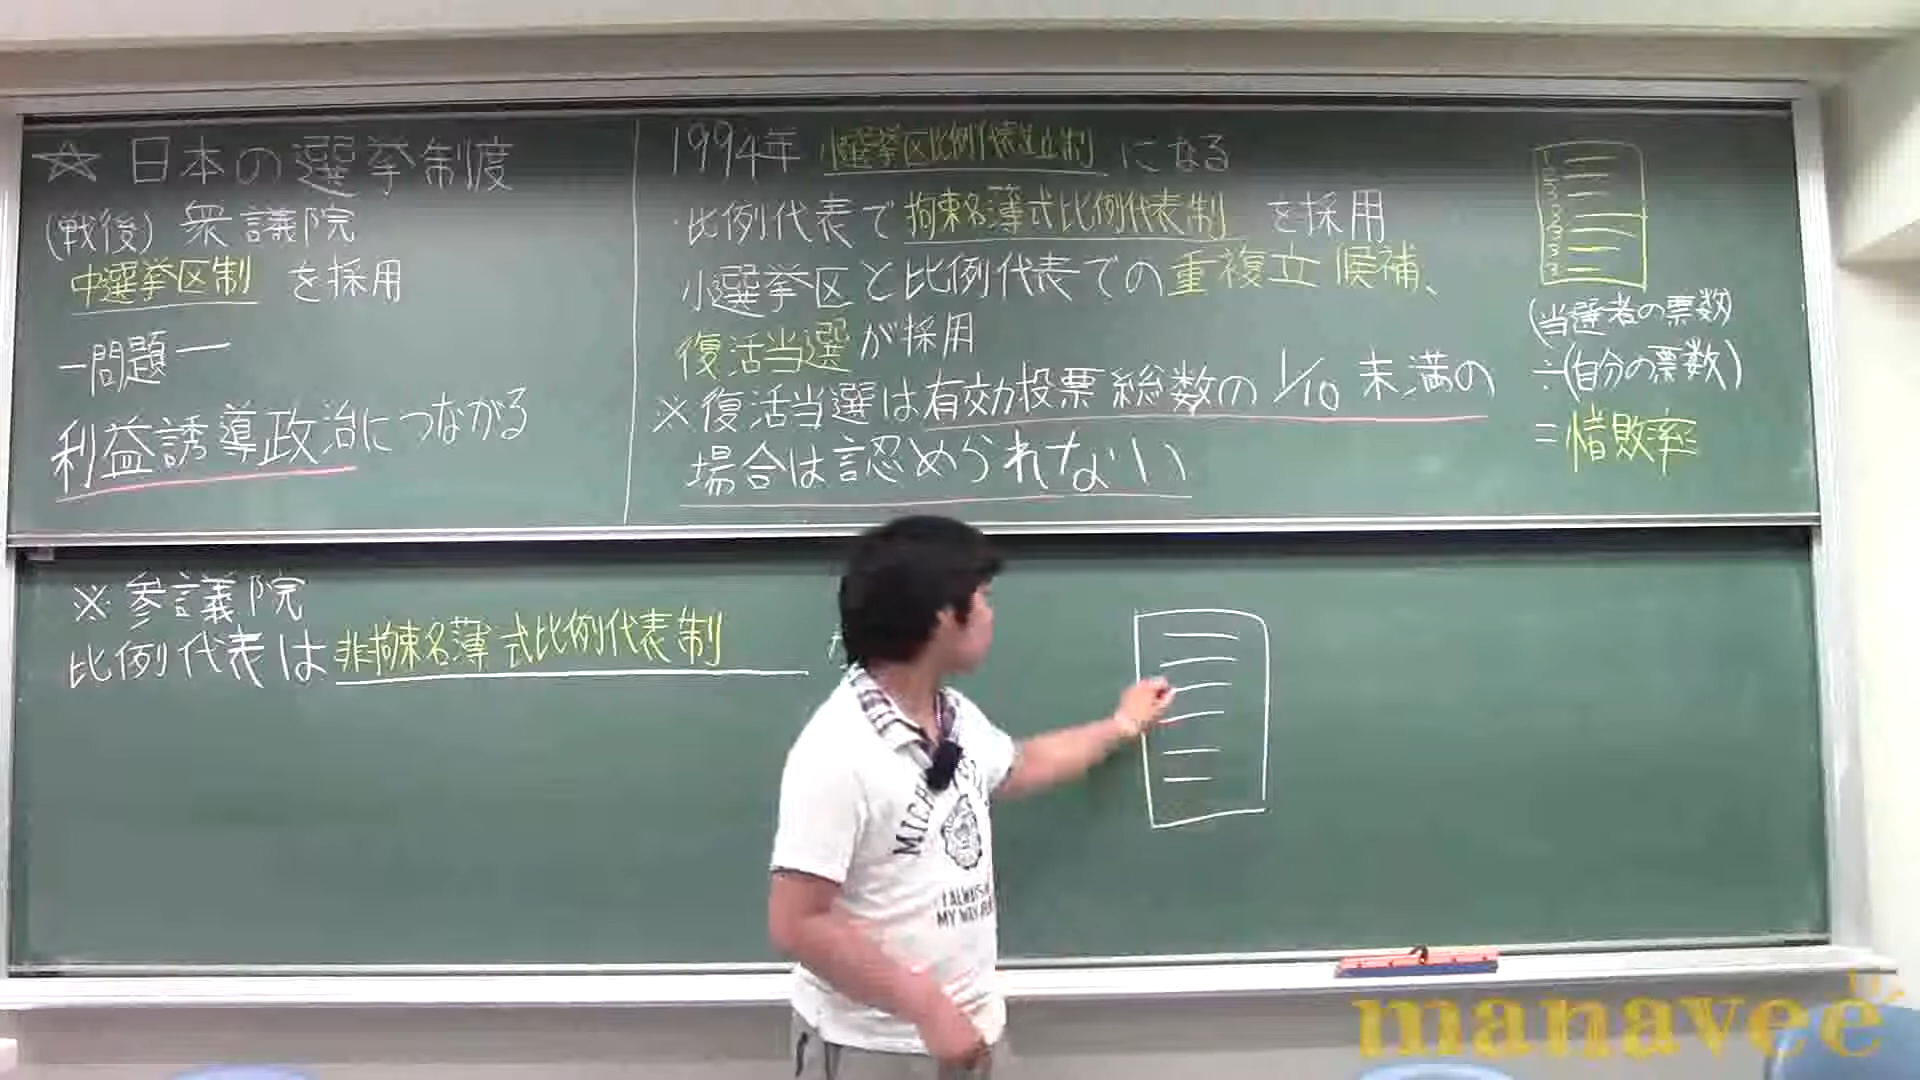 ☆日本の選挙制度
(戦後)衆議院
中選挙区制 を採用
ー問題ー
利益誘導政治につながる
1994年 小選挙区比例代表並立制 になる
・比例代表で拘束名簿式比例代表制 を採用
小選挙区と比例代表での重複立候補、
復活当選が採用
※復活当選は有効投票総数の1/10未満の
場合は認められない
(当選者の票数)
÷(自分の票数)
=惜敗率
※参議院
比例代表は非拘束名簿式比例代表制
MICH
I ALWAYS
MY WAY
manavee